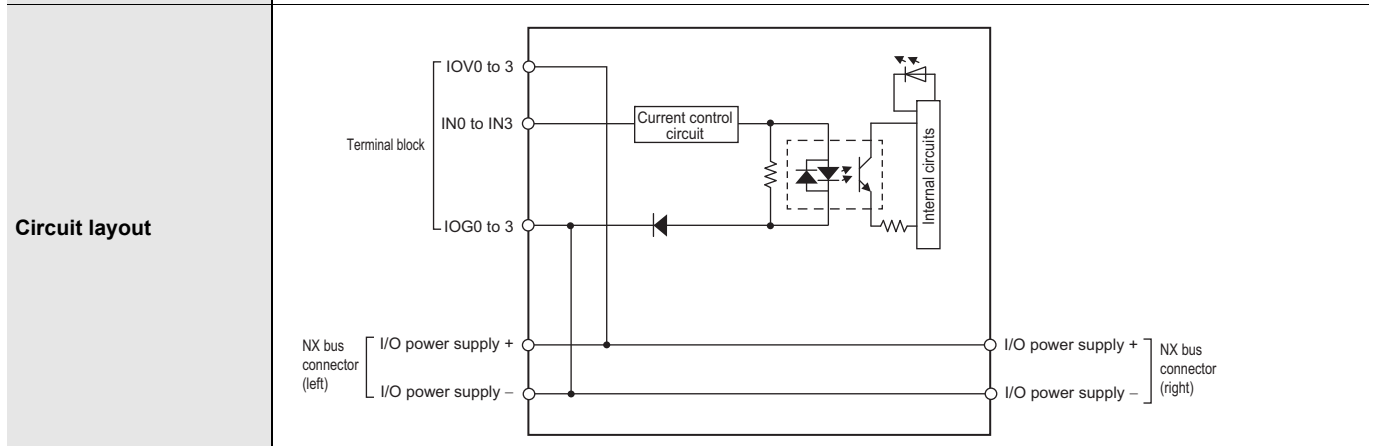 Circuit layout
Terminal block
IOV0 to 3
IN0 to IN3
IOG0 to 3
Current control
circuit
Internal circuits
NX bus
connector
(left)
I/O power supply +
I/O power supply −
I/O power supply +
I/O power supply −
NX bus
connector
(right)